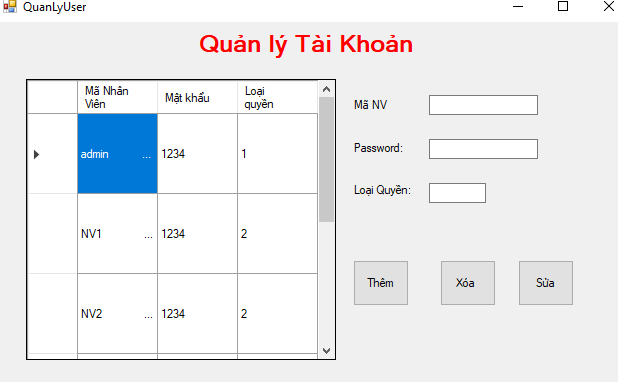 QuanLyUser
Quản lý Tài Khoản
Mã Nhân
Viên
Mật khẩu
Loại
quyền
admin ... 1234 1
NV1 ... 1234 2
NV2 ... 1234 2
Mã NV
Password:
Loại Quyền:
Thêm Xóa Sửa